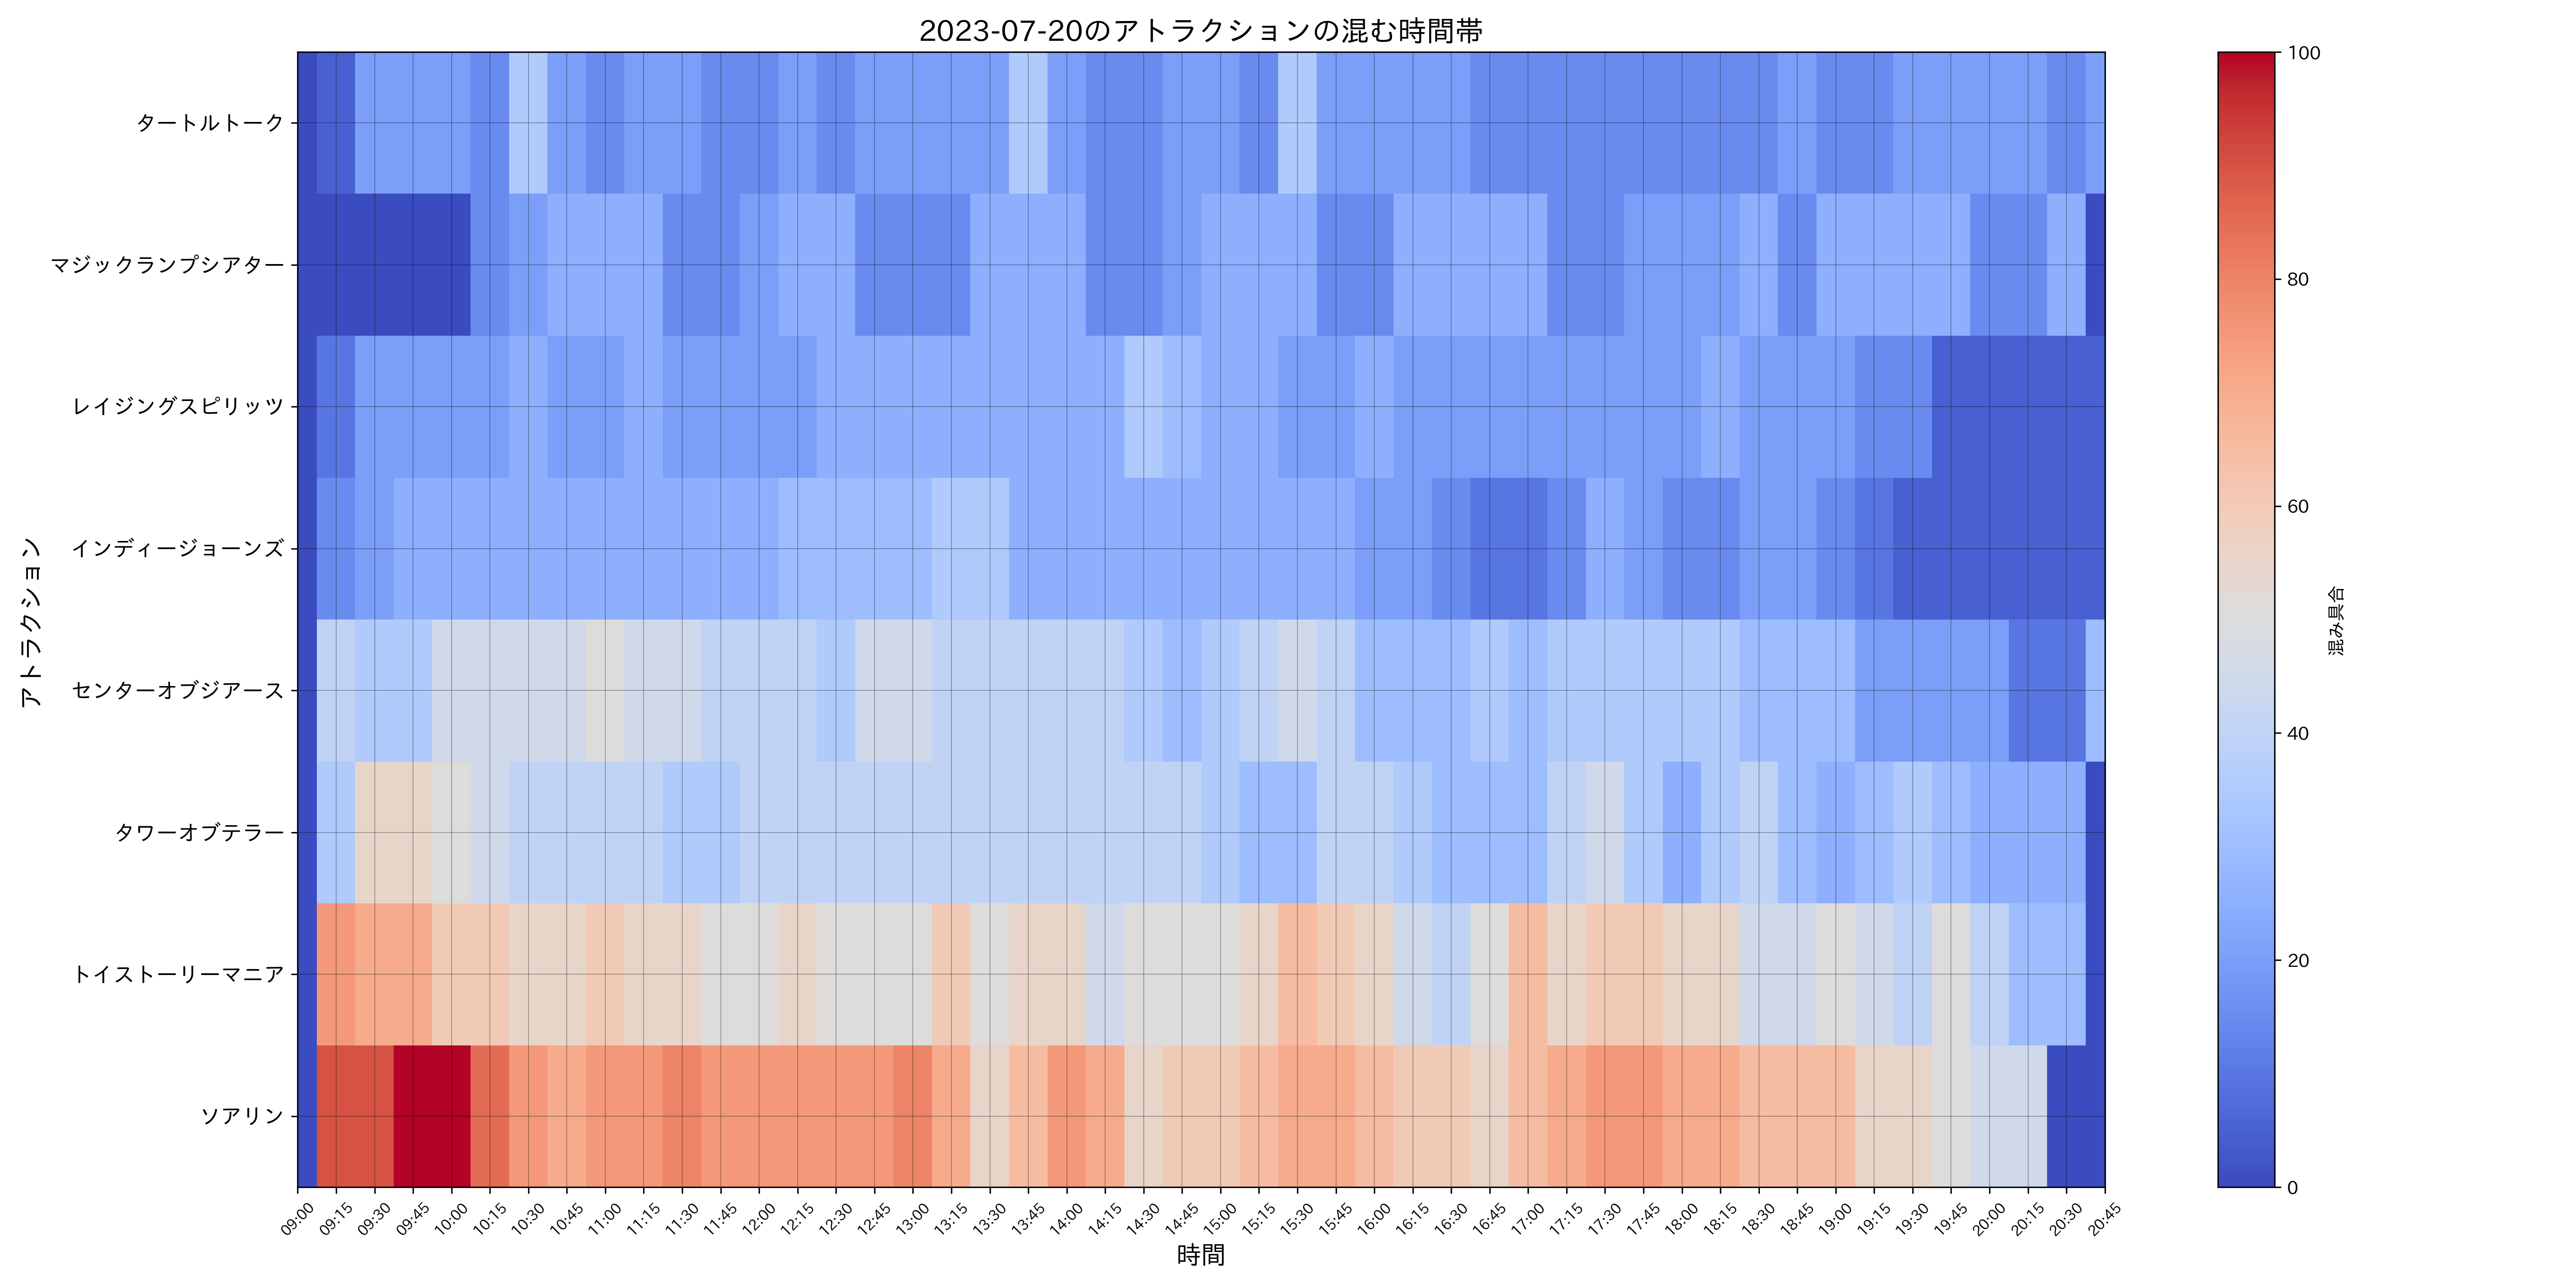 2023-07-20のアトラクションの混む時間帯
アトラクション
タートルトーク
マジックランプシアター
レイジングスピリッツ
インディージョーンズ
センターオブジアース
タワーオブテラー
トイストーリーマニア
ソアリン
09:00 09:15 09:30 09:45 10:00 10:15 10:30 10:45 11:00 11:15 11:30 11:45 12:00 12:15 12:30 12:45 13:00 13:15 13:30 13:45 14:00 14:15 14:30 14:45 15:00 15:15 15:30 15:45 16:00 16:15 16:30 16:45 17:00 17:15 17:30 17:45 18:00 18:15 18:30 18:45 19:00 19:15 19:30 19:45 20:00 20:15 20:30 20:45
時間
100
80
60
40
20
0
混み具合